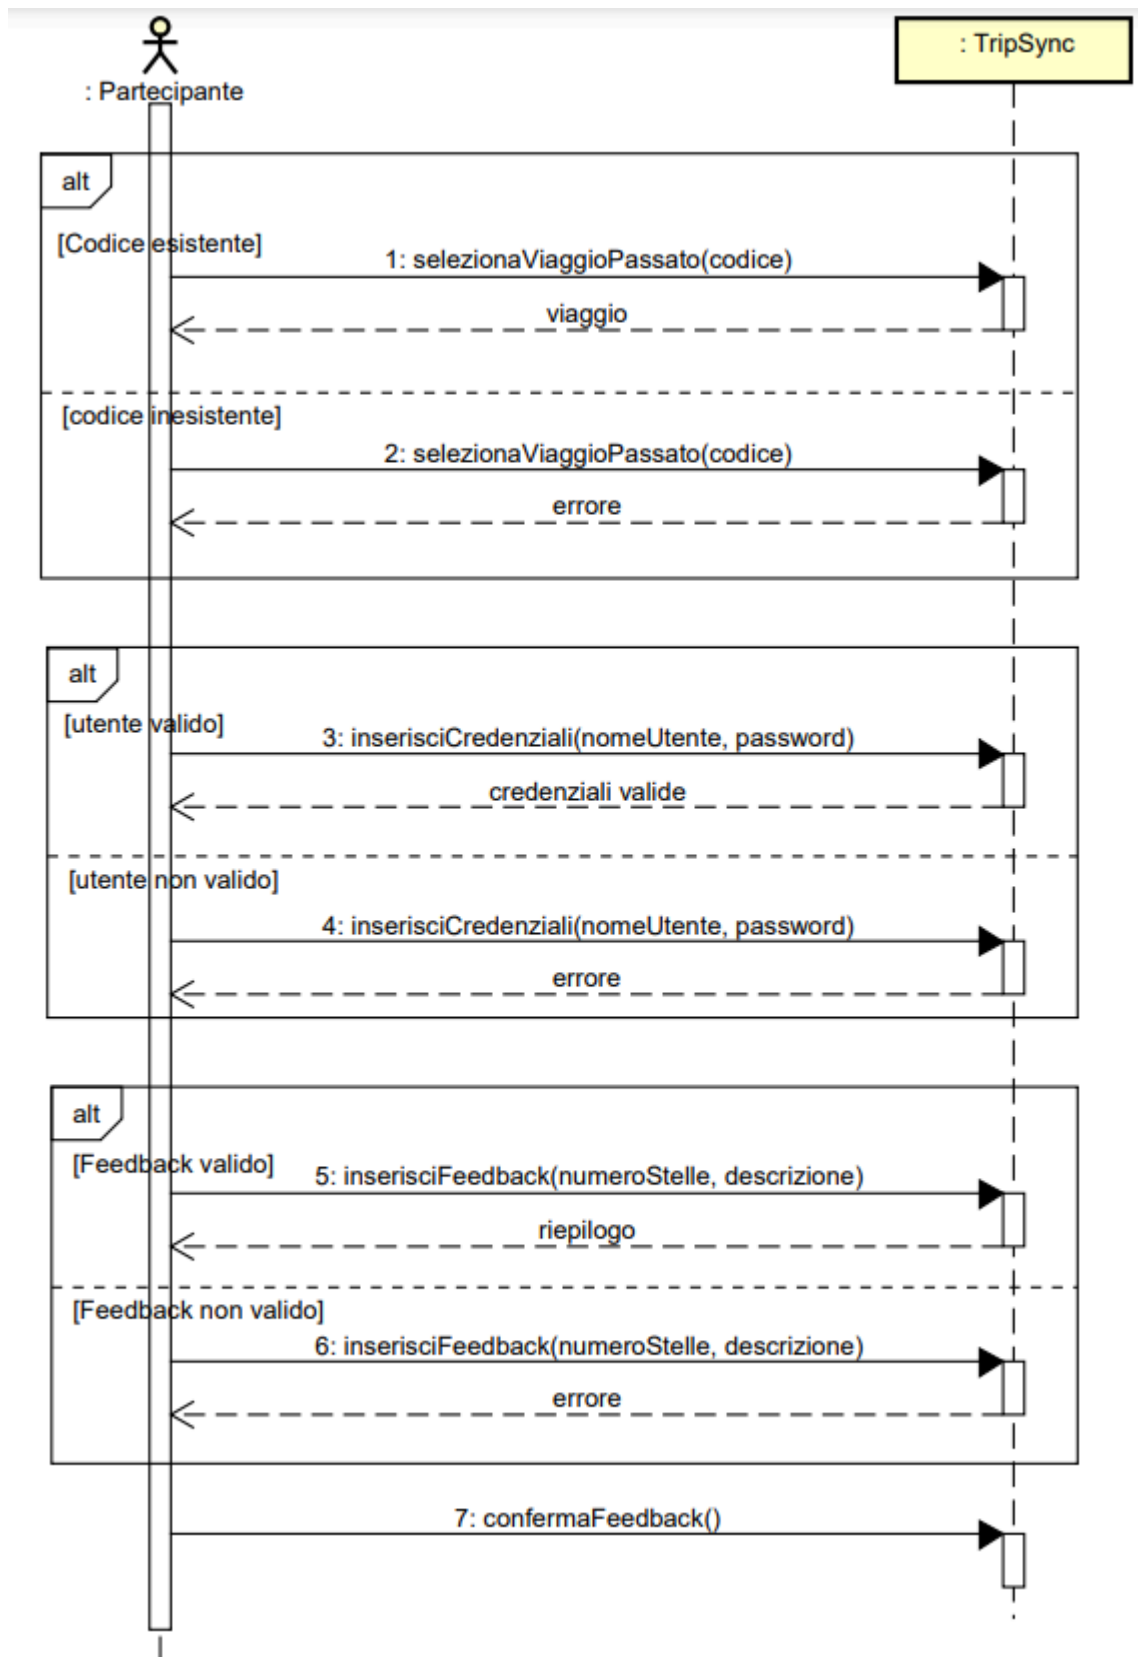 : TripSync
: Partecipante
alt
[Codice esistente]
1: selezionaViaggioPassato(codice)
viaggio
[codice inesistente]
2: selezionaViaggioPassato(codice)
errore
alt
[utente valido]
3: inserisciCredenziali(nomeUtente, password)
credenziali valide
[utente non valido]
4: inserisciCredenziali(nomeUtente, password)
errore
alt
[Feedback valido]
5: inserisciFeedback(numeroStelle, descrizione)
riepilogo
[Feedback non valido]
6: inserisciFeedback(numeroStelle, descrizione)
errore
7: confermaFeedback()